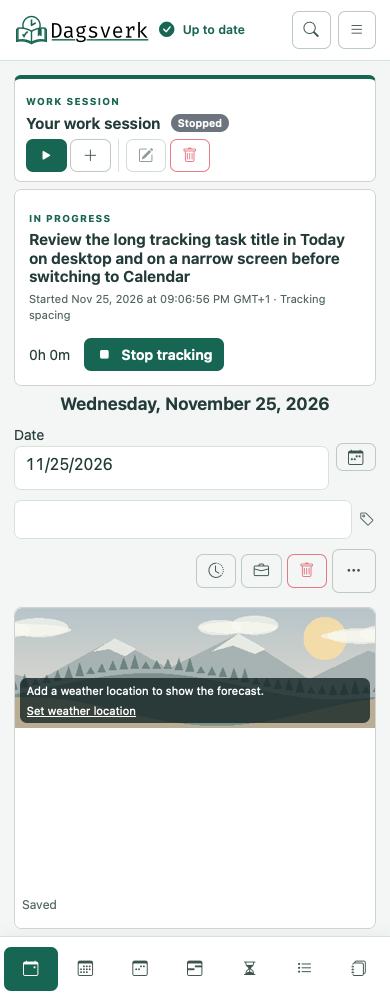 Dagsverk
Up to date
WORK SESSION
Your work session Stopped
IN PROGRESS
Review the long tracking task title in Today
on desktop and on a narrow screen before
switching to Calendar
Started Nov 25, 2026 at 09:06:56 PM GMT+1 · Tracking
spacing
0h 0m Stop tracking
Wednesday, November 25, 2026
Date
11/25/2026
Add a weather location to show the forecast.
Set weather location
Saved